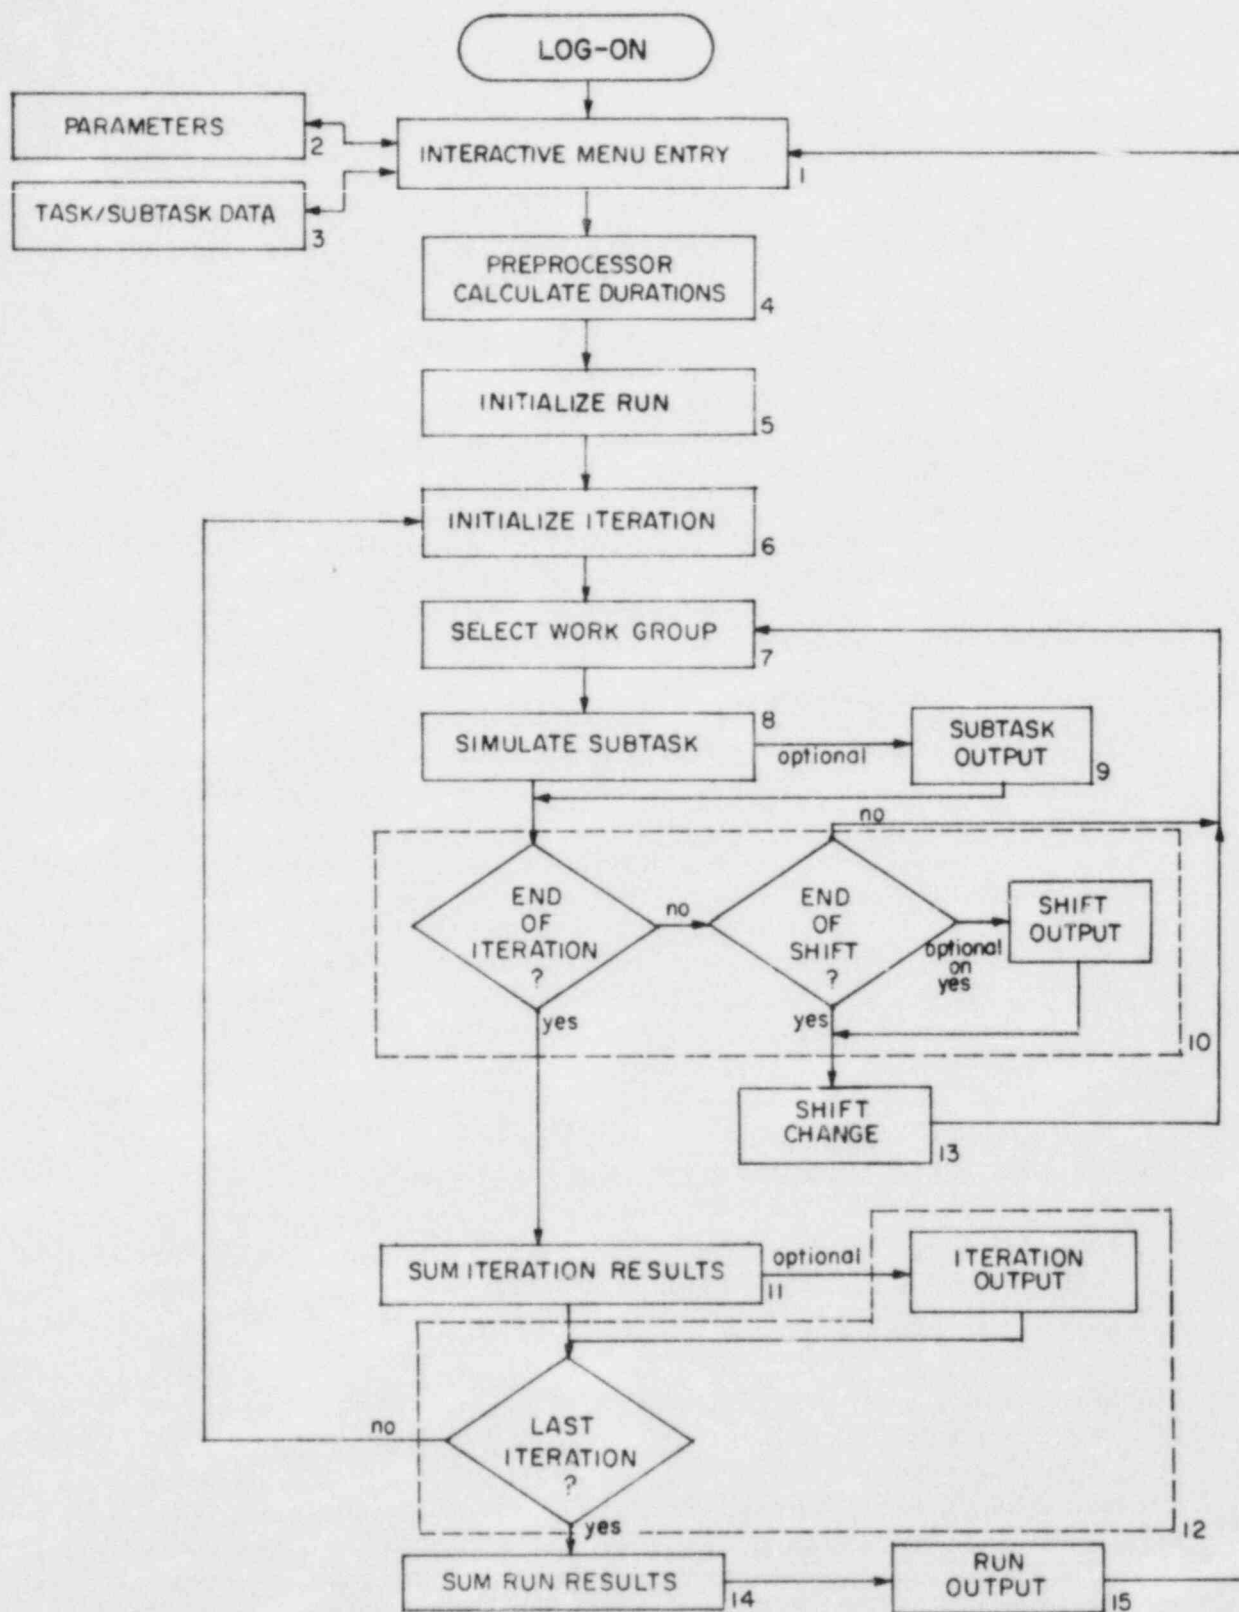 LOG-ON
PARAMETERS
2
INTERACTIVE MENU ENTRY
1
TASK/SUBTASK DATA
3
PREPROCESSOR
CALCULATE DURATIONS
4
INITIALIZE RUN
5
INITIALIZE ITERATION
6
SELECT WORK GROUP
7
SIMULATE SUBTASK
8
optional
SUBTASK
OUTPUT
9
END
OF
ITERATION
?
no
yes
END
OF
SHIFT
?
no
optional
on
yes
yes
SHIFT
OUTPUT
10
SHIFT
CHANGE
13
SUM ITERATION RESULTS
11
optional
ITERATION
OUTPUT
LAST
ITERATION
?
no
yes
12
SUM RUN RESULTS
14
RUN
OUTPUT
15